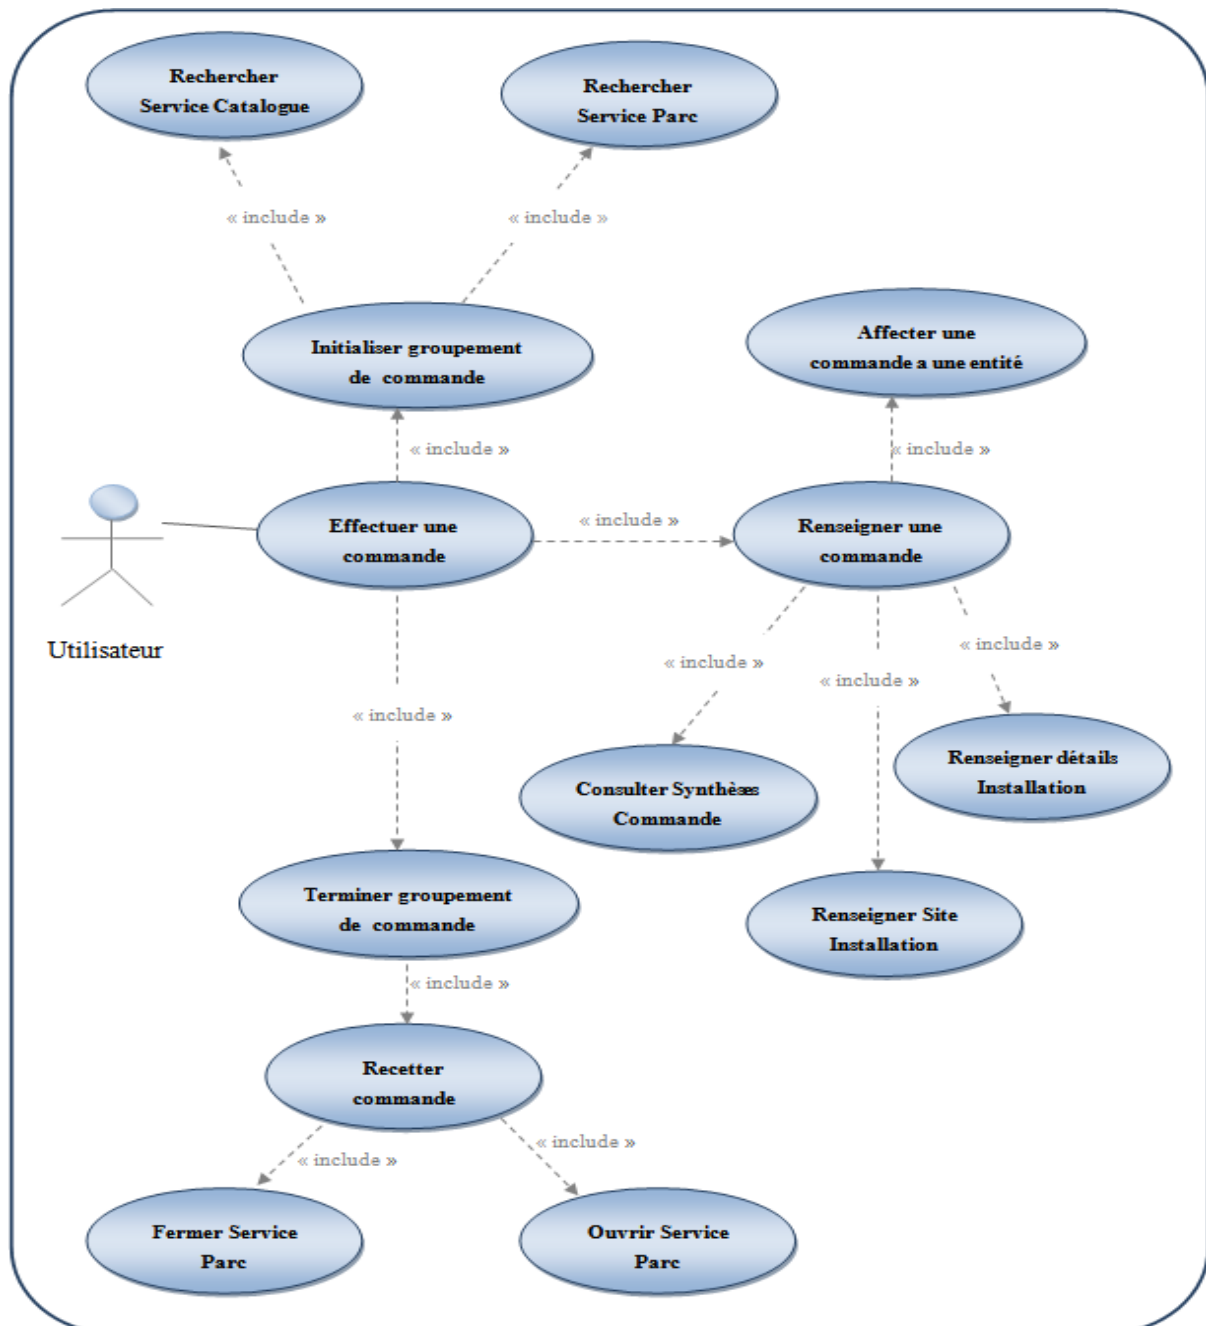 Rechercher
Service Catalogue
Rechercher
Service Parc
« include »
« include »
Initialiser groupement
de commande
Affecter une
commande a une entité
« include »
« include »
Effectuer une
commande
« include »
Renseigner une
commande
Utilisateur
« include »
« include »
« include »
« include »
Renseigner détails
Installation
Consulter Synthèses
Commande
Terminer groupement
de commande
Renseigner Site
Installation
« include »
Recetter
commande
« include »
« include »
Fermer Service
Parc
Ouvrir Service
Parc